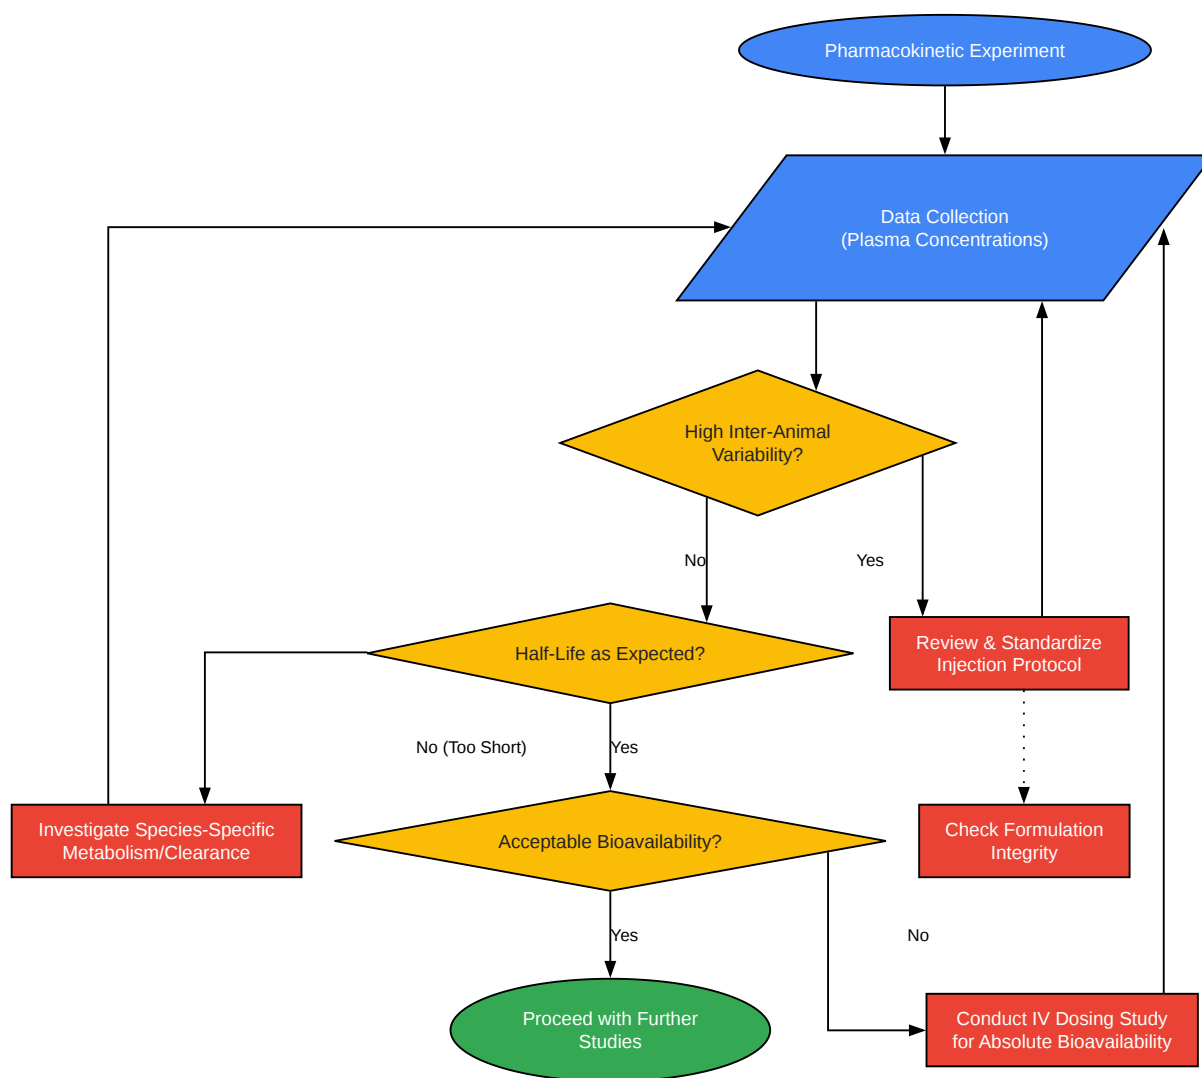 Pharmacokinetic Experiment
Data Collection
(Plasma Concentrations)
High Inter-Animal
Variability?
No
Yes
Half-Life as Expected?
Review & Standardize
Injection Protocol
No (Too Short)
Yes
Investigate Species-Specific
Metabolism/Clearance
Acceptable Bioavailability?
Check Formulation
Integrity
Yes
No
Proceed with Further
Studies
Conduct IV Dosing Study
for Absolute Bioavailability